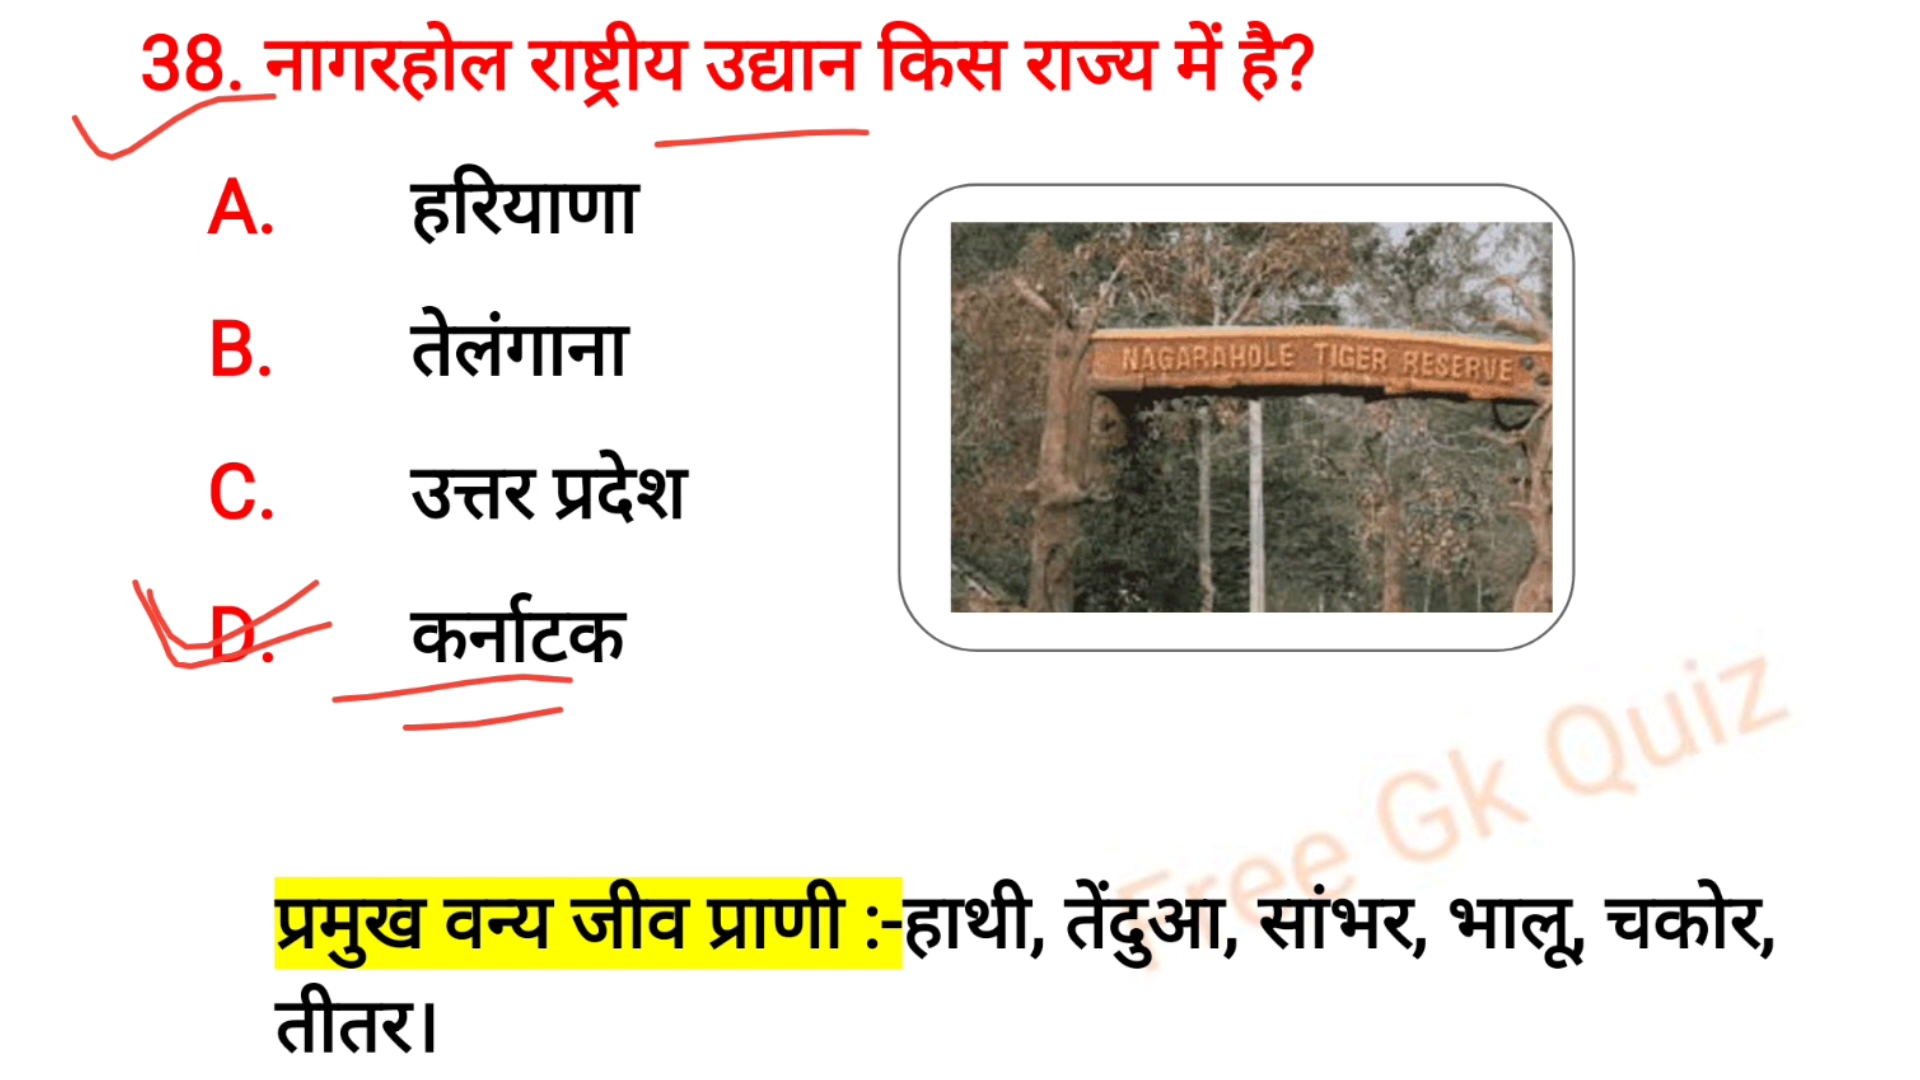 38. नागरहोल राष्ट्रीय उद्यान किस राज्य में है?
A. हरियाणा
B. तेलंगाना
C. उत्तर प्रदेश
D. कर्नाटक
NAGARAHOLE TIGER RESERVE
Free Gk Quiz
प्रमुख वन्य जीव प्राणी :-हाथी, तेंदुआ, सांभर, भालू, चकोर,
तीतर।